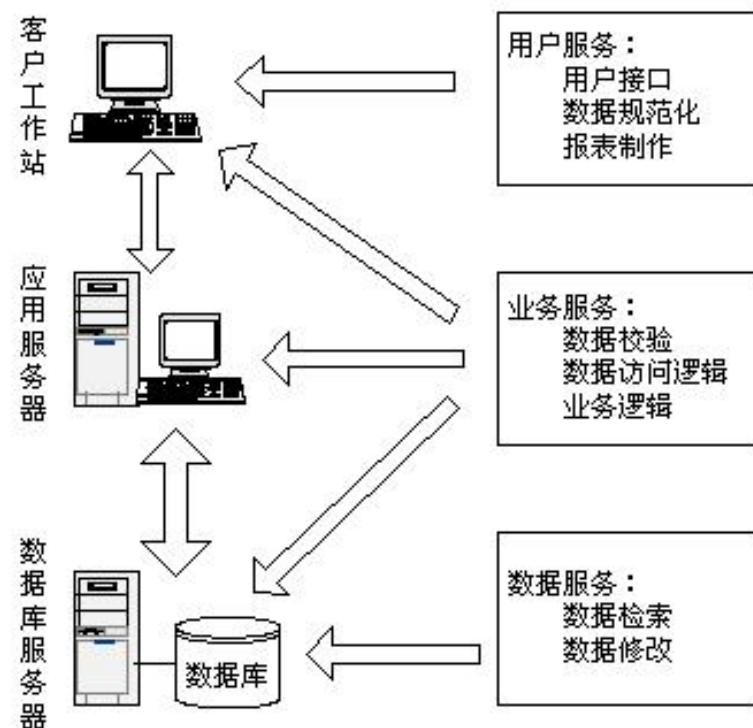 客户工作站
用户服务：
用户接口
数据规范化
报表制作
应用服务器
业务服务：
数据校验
数据访问逻辑
业务逻辑
数据库服务器
数据库
数据服务：
数据检索
数据修改